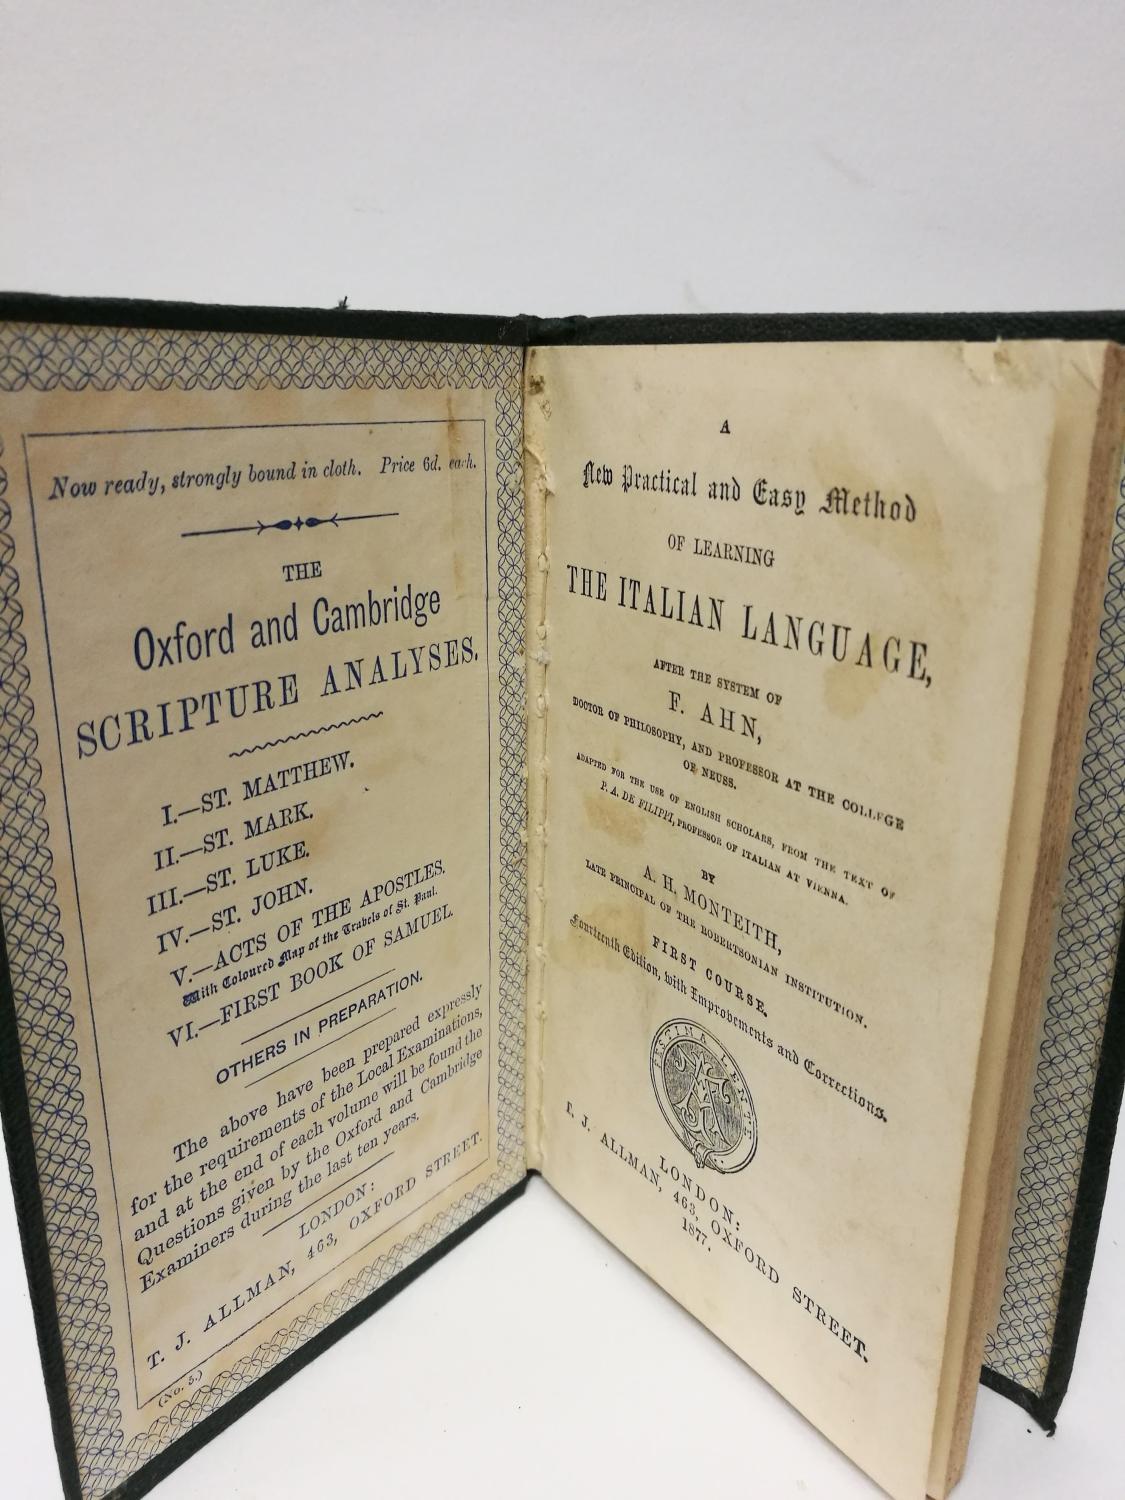 Now ready, strongly bound in cloth. Price 6d. each.
THE
Oxford and Cambridge
SCRIPTURE ANALYSES.
I.—ST. MATTHEW.
II.—ST. MARK.
III.—ST. LUKE.
IV.—ST. JOHN.
V.—ACTS OF THE APOSTLES.
With Coloured Map of the Travels of St. Paul.
VI.—FIRST BOOK OF SAMUEL.
OTHERS IN PREPARATION.
The above have been prepared expressly
for the requirements of the Local Examinations,
and at the end of each volume will be found the
Questions given by the Oxford and Cambridge
Examiners during the last ten years.
LONDON:
T. J. ALLMAN, 463, OXFORD STREET.
(No. 5.)
A
New Practical and Easy Method
OF LEARNING
THE ITALIAN LANGUAGE,
AFTER THE SYSTEM OF
F. AHN,
DOCTOR OF PHILOSOPHY, AND PROFESSOR AT THE COLLEGE
OF NEUSS.
ADAPTED FOR THE USE OF ENGLISH SCHOLARS, FROM THE TEXT OF
P. A. DE FILIPPI, PROFESSOR OF ITALIAN AT VIENNA.
BY
A. H. MONTEITH,
LATE PRINCIPAL OF THE ROBERTSONIAN INSTITUTION.
FIRST COURSE.
Fourteenth Edition, with Improvements and Corrections.
FESTINA LENTE
LONDON:
T. J. ALLMAN, 463, OXFORD STREET.
1877.